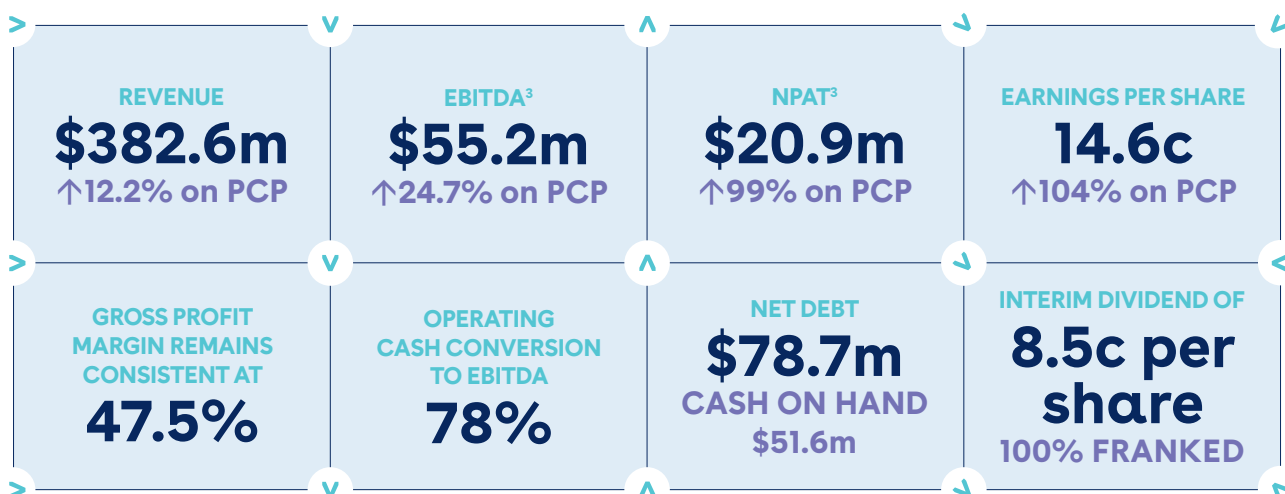 REVENUE
$382.6m
↑12.2% on PCP
EBITDA³
$55.2m
↑24.7% on PCP
NPAT³
$20.9m
↑99% on PCP
EARNINGS PER SHARE
14.6c
↑104% on PCP
GROSS PROFIT
MARGIN REMAINS
CONSISTENT AT
47.5%
OPERATING
CASH CONVERSION
TO EBITDA
78%
NET DEBT
$78.7m
CASH ON HAND
$51.6m
INTERIM DIVIDEND OF
8.5c per
share
100% FRANKED